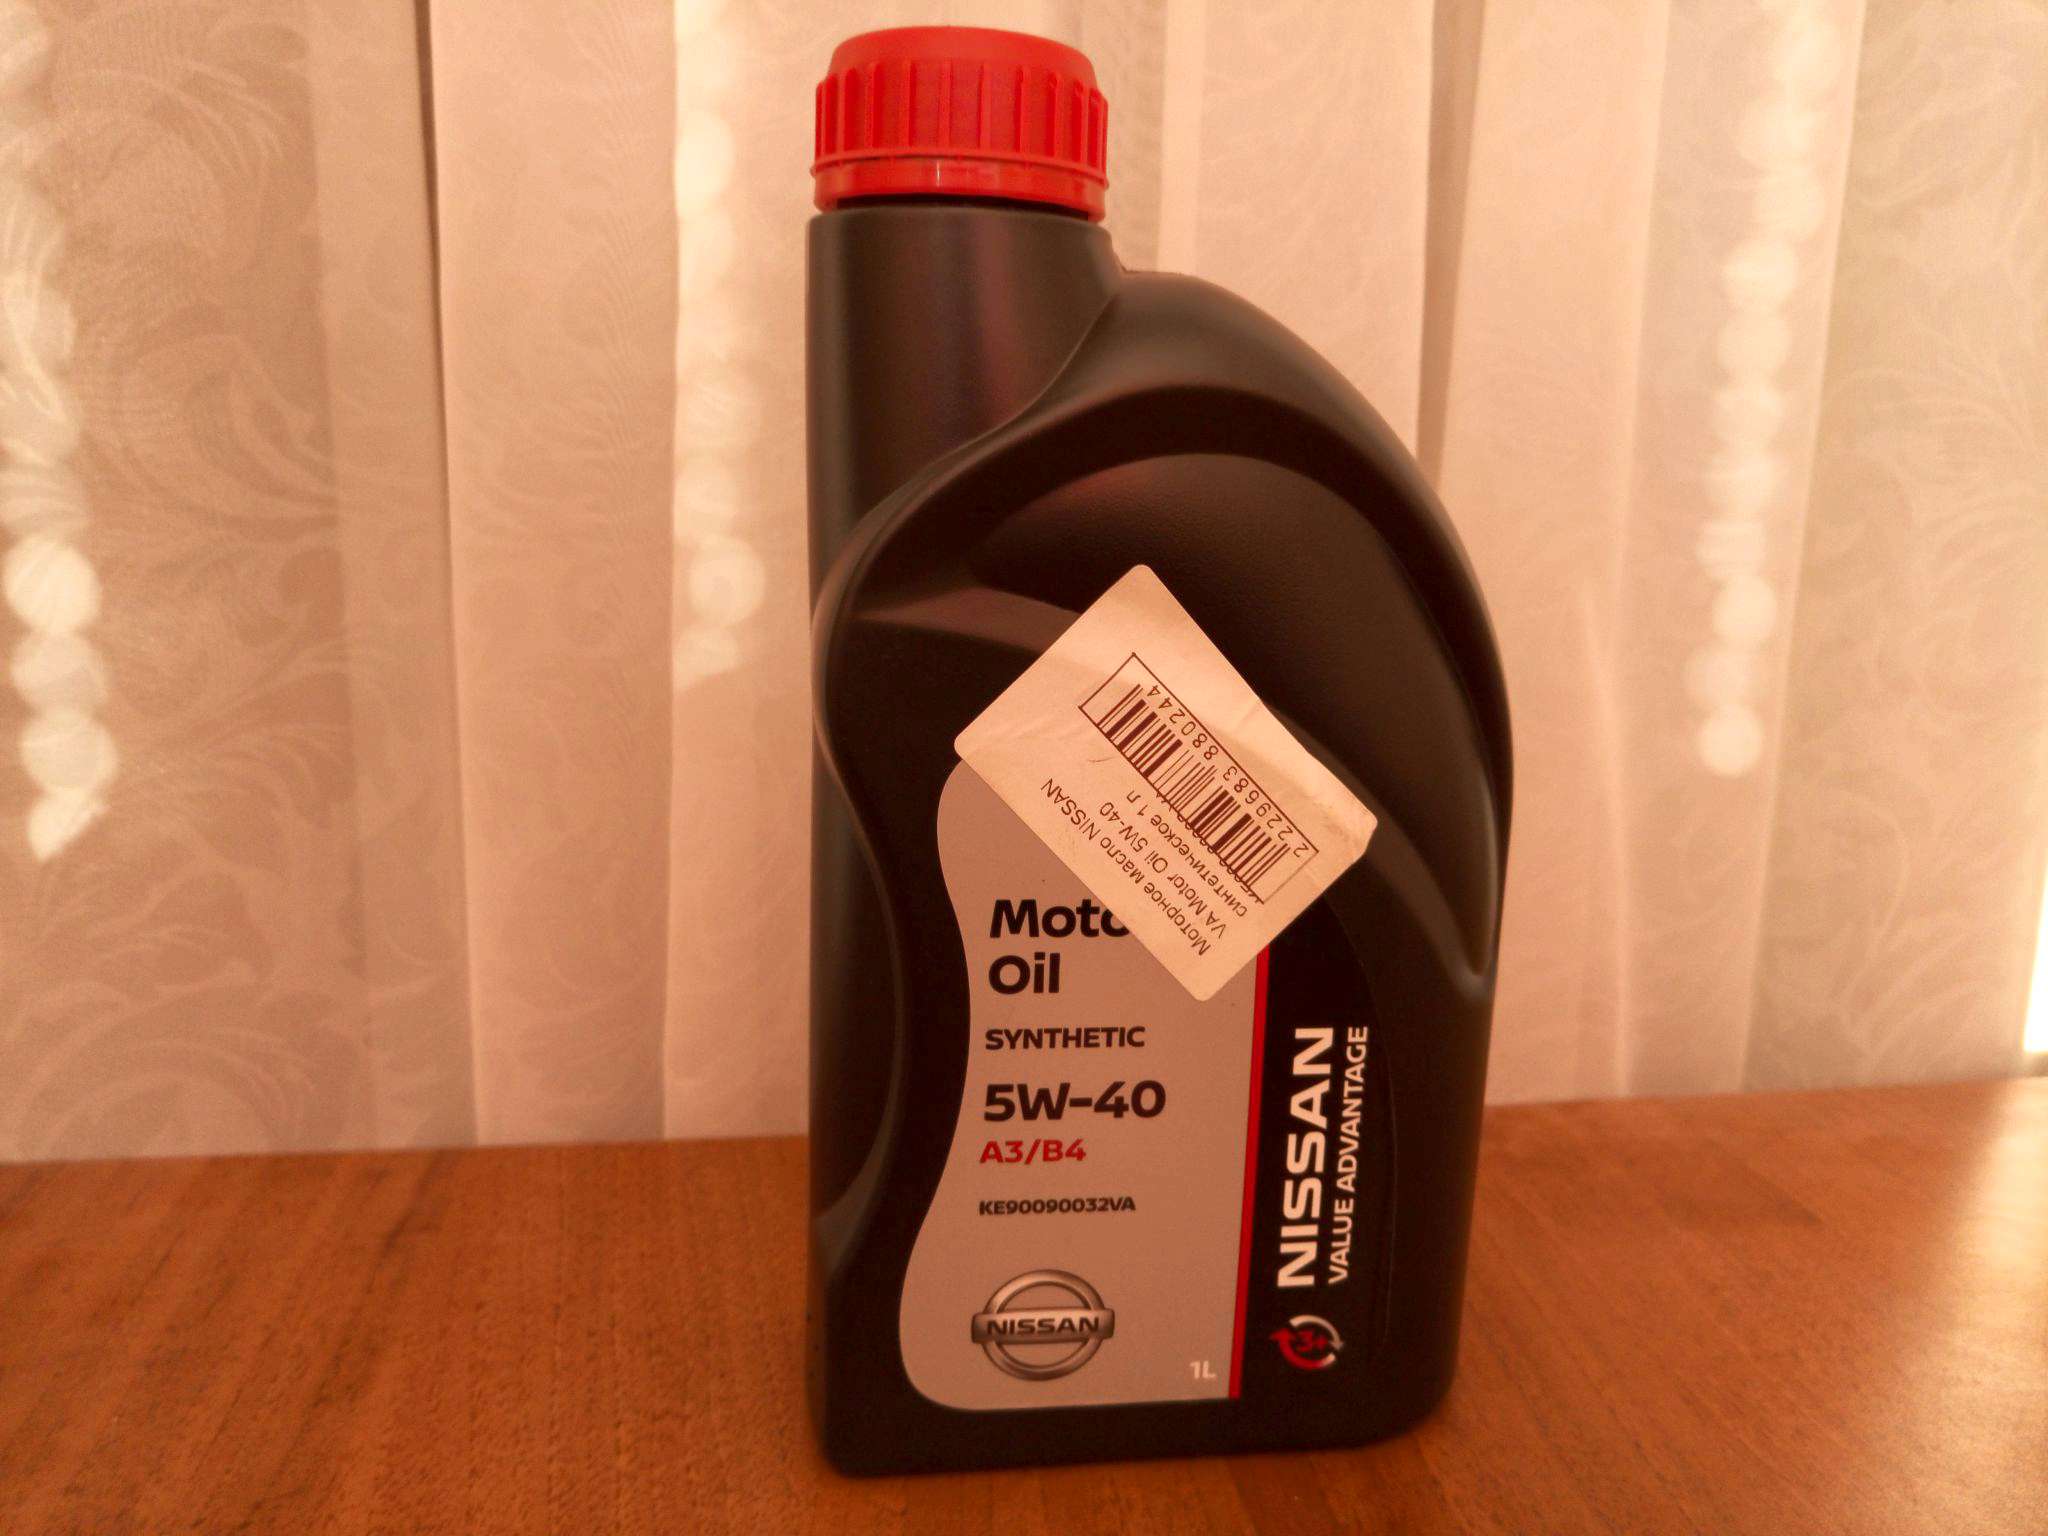 Моторное масло NISSAN
VA Motor Oil 5W-40
синтетическое 1 л
2 229683 880244
Moto
Oil
SYNTHETIC
5W-40
A3/B4
KE90090032VA
NISSAN
1L
NISSAN
VALUE ADVANTAGE
3+